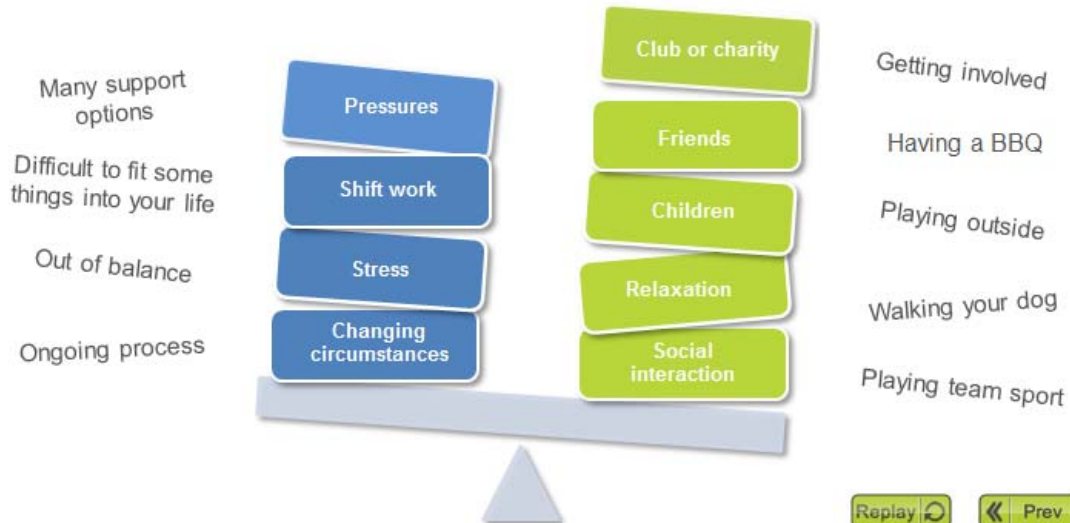 Many support
options
Difficult to fit some
things into your life
Out of balance
Ongoing process
Pressures
Shift work
Stress
Changing
circumstances
Club or charity
Friends
Children
Relaxation
Social
interaction
Getting involved
Having a BBQ
Playing outside
Walking your dog
Playing team sport
Replay
Prev